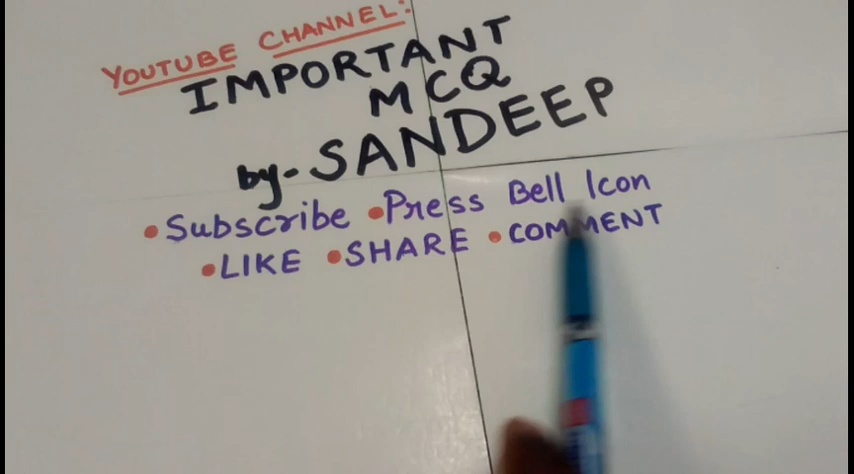 YOUTUBE CHANNEL:
IMPORTANT
MCQ
by-SANDEEP
•Subscribe •Press Bell Icon
•LIKE •SHARE •COMMENT